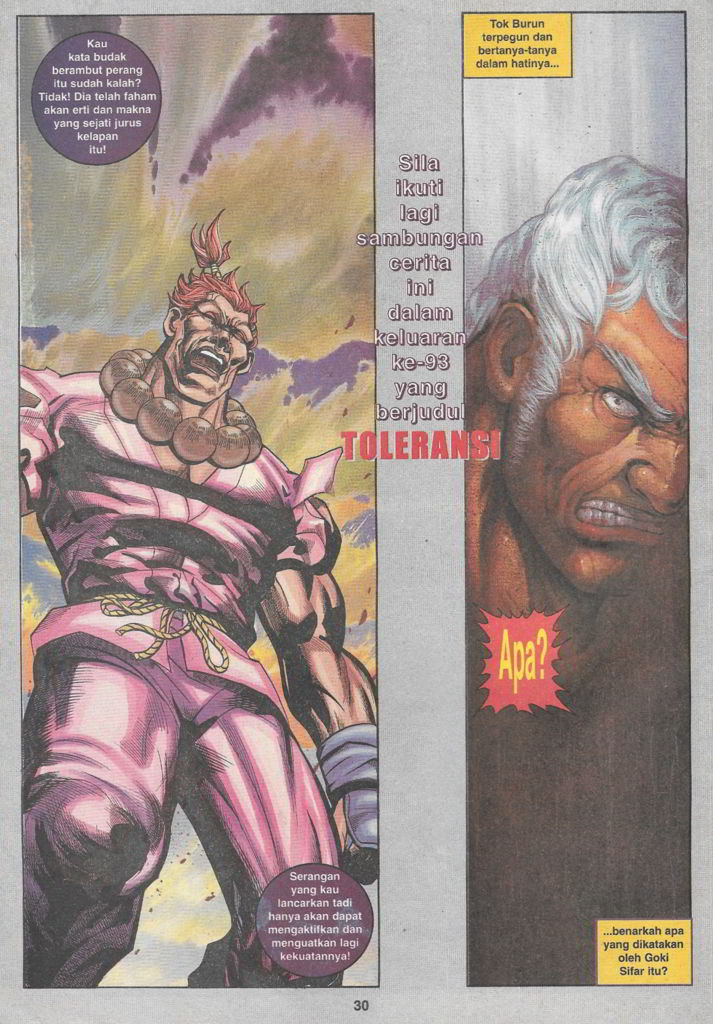 Kau
kata budak
berambut perang
itu sudah kalah?
Tidak! Dia telah faham
akan erti dan makna
yang sejati jurus
kelapan
itu!
Serangan
yang kau
lancarkan tadi
hanya akan dapat
mengaktifkan dan
menguatkan lagi
kekuatannya!
Tok Burun
terpegun dan
bertanya-tanya
dalam hatinya...
Apa?
...benarkah apa
yang dikatakan
oleh Goki
Sifar itu?
Sila
ikuti
lagi
sambungan
cerita
ini
dalam
keluaran
ke-93
yang
berjudul
TOLERANSI
30